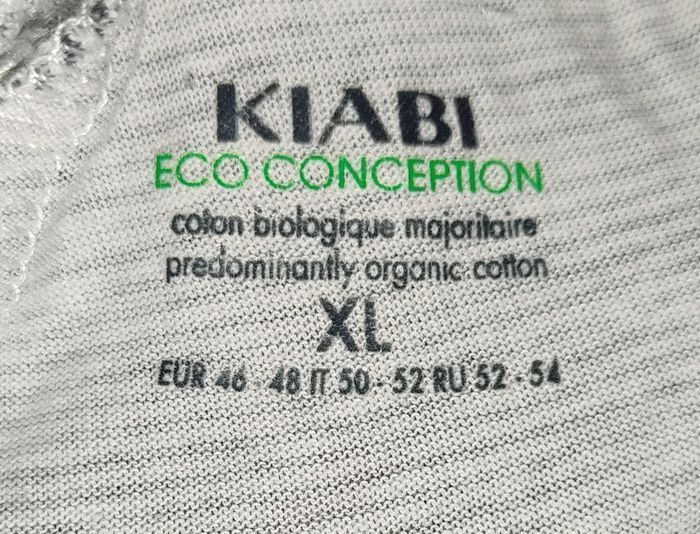 KIABI
ECO CONCEPTION
coton biologique majoritaire
predominantly organic cotton
XL
EUR 46 - 48 IT 50 - 52 RU 52 - 54